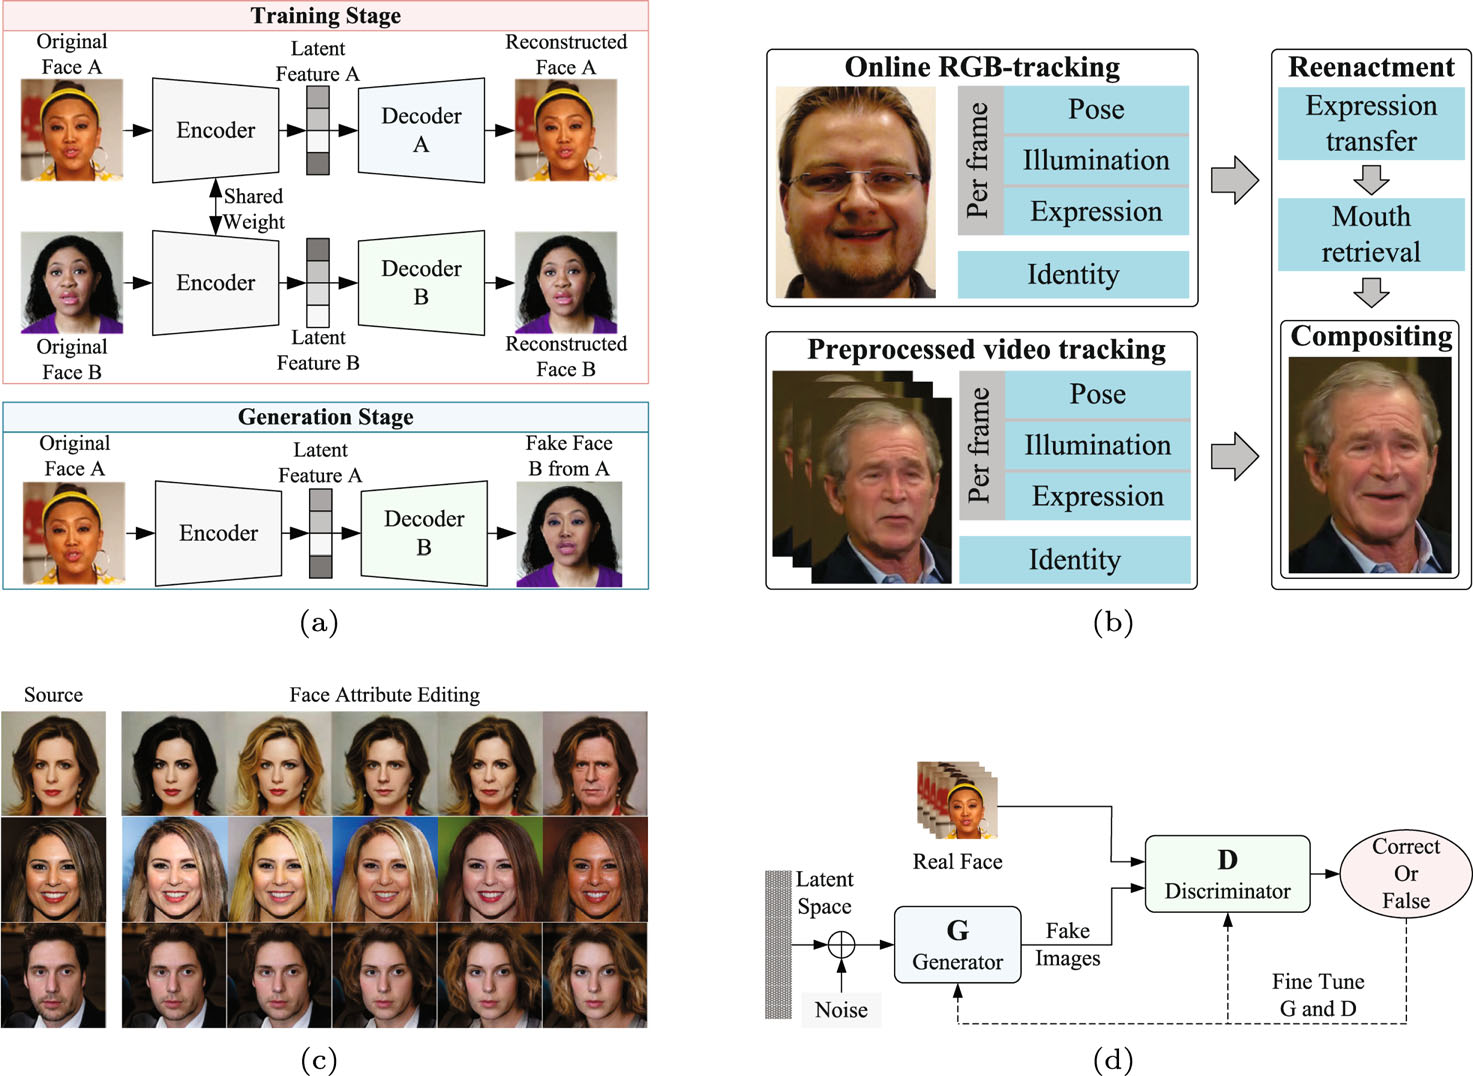 Training Stage
Original
Face A
Latent
Feature A
Reconstructed
Face A
Encoder
Decoder
A
Shared
Weight
Encoder
Decoder
B
Original
Face B
Latent
Feature B
Reconstructed
Face B
Generation Stage
Original
Face A
Latent
Feature A
Fake Face
B from A
Encoder
Decoder
B
(a)
Online RGB-tracking
Per frame
Pose
Illumination
Expression
Identity
Preprocessed video tracking
Per frame
Pose
Illumination
Expression
Identity
Reenactment
Expression
transfer
Mouth
retrieval
Compositing
(b)
Source
Face Attribute Editing
(c)
Real Face
Latent
Space
Noise
G
Generator
Fake
Images
D
Discriminator
Correct
Or
False
Fine Tune
G and D
(d)